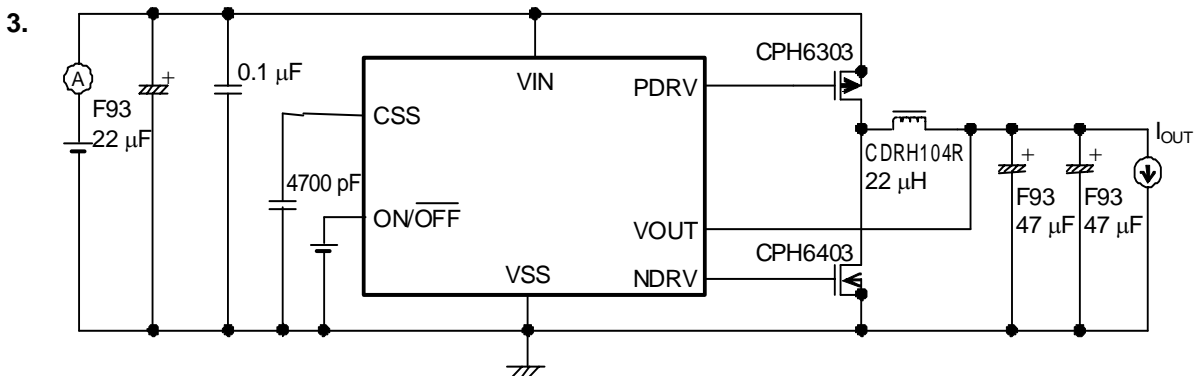 3.
A
F93
22 μF
0.1 μF
CSS
4700 pF
ON/OFF
VIN
VSS
PDRV
VOUT
NDRV
CPH6303
CDRH104R
22 μH
CPH6403
+
+
+
F93
47 μF
F93
47 μF
IOUT